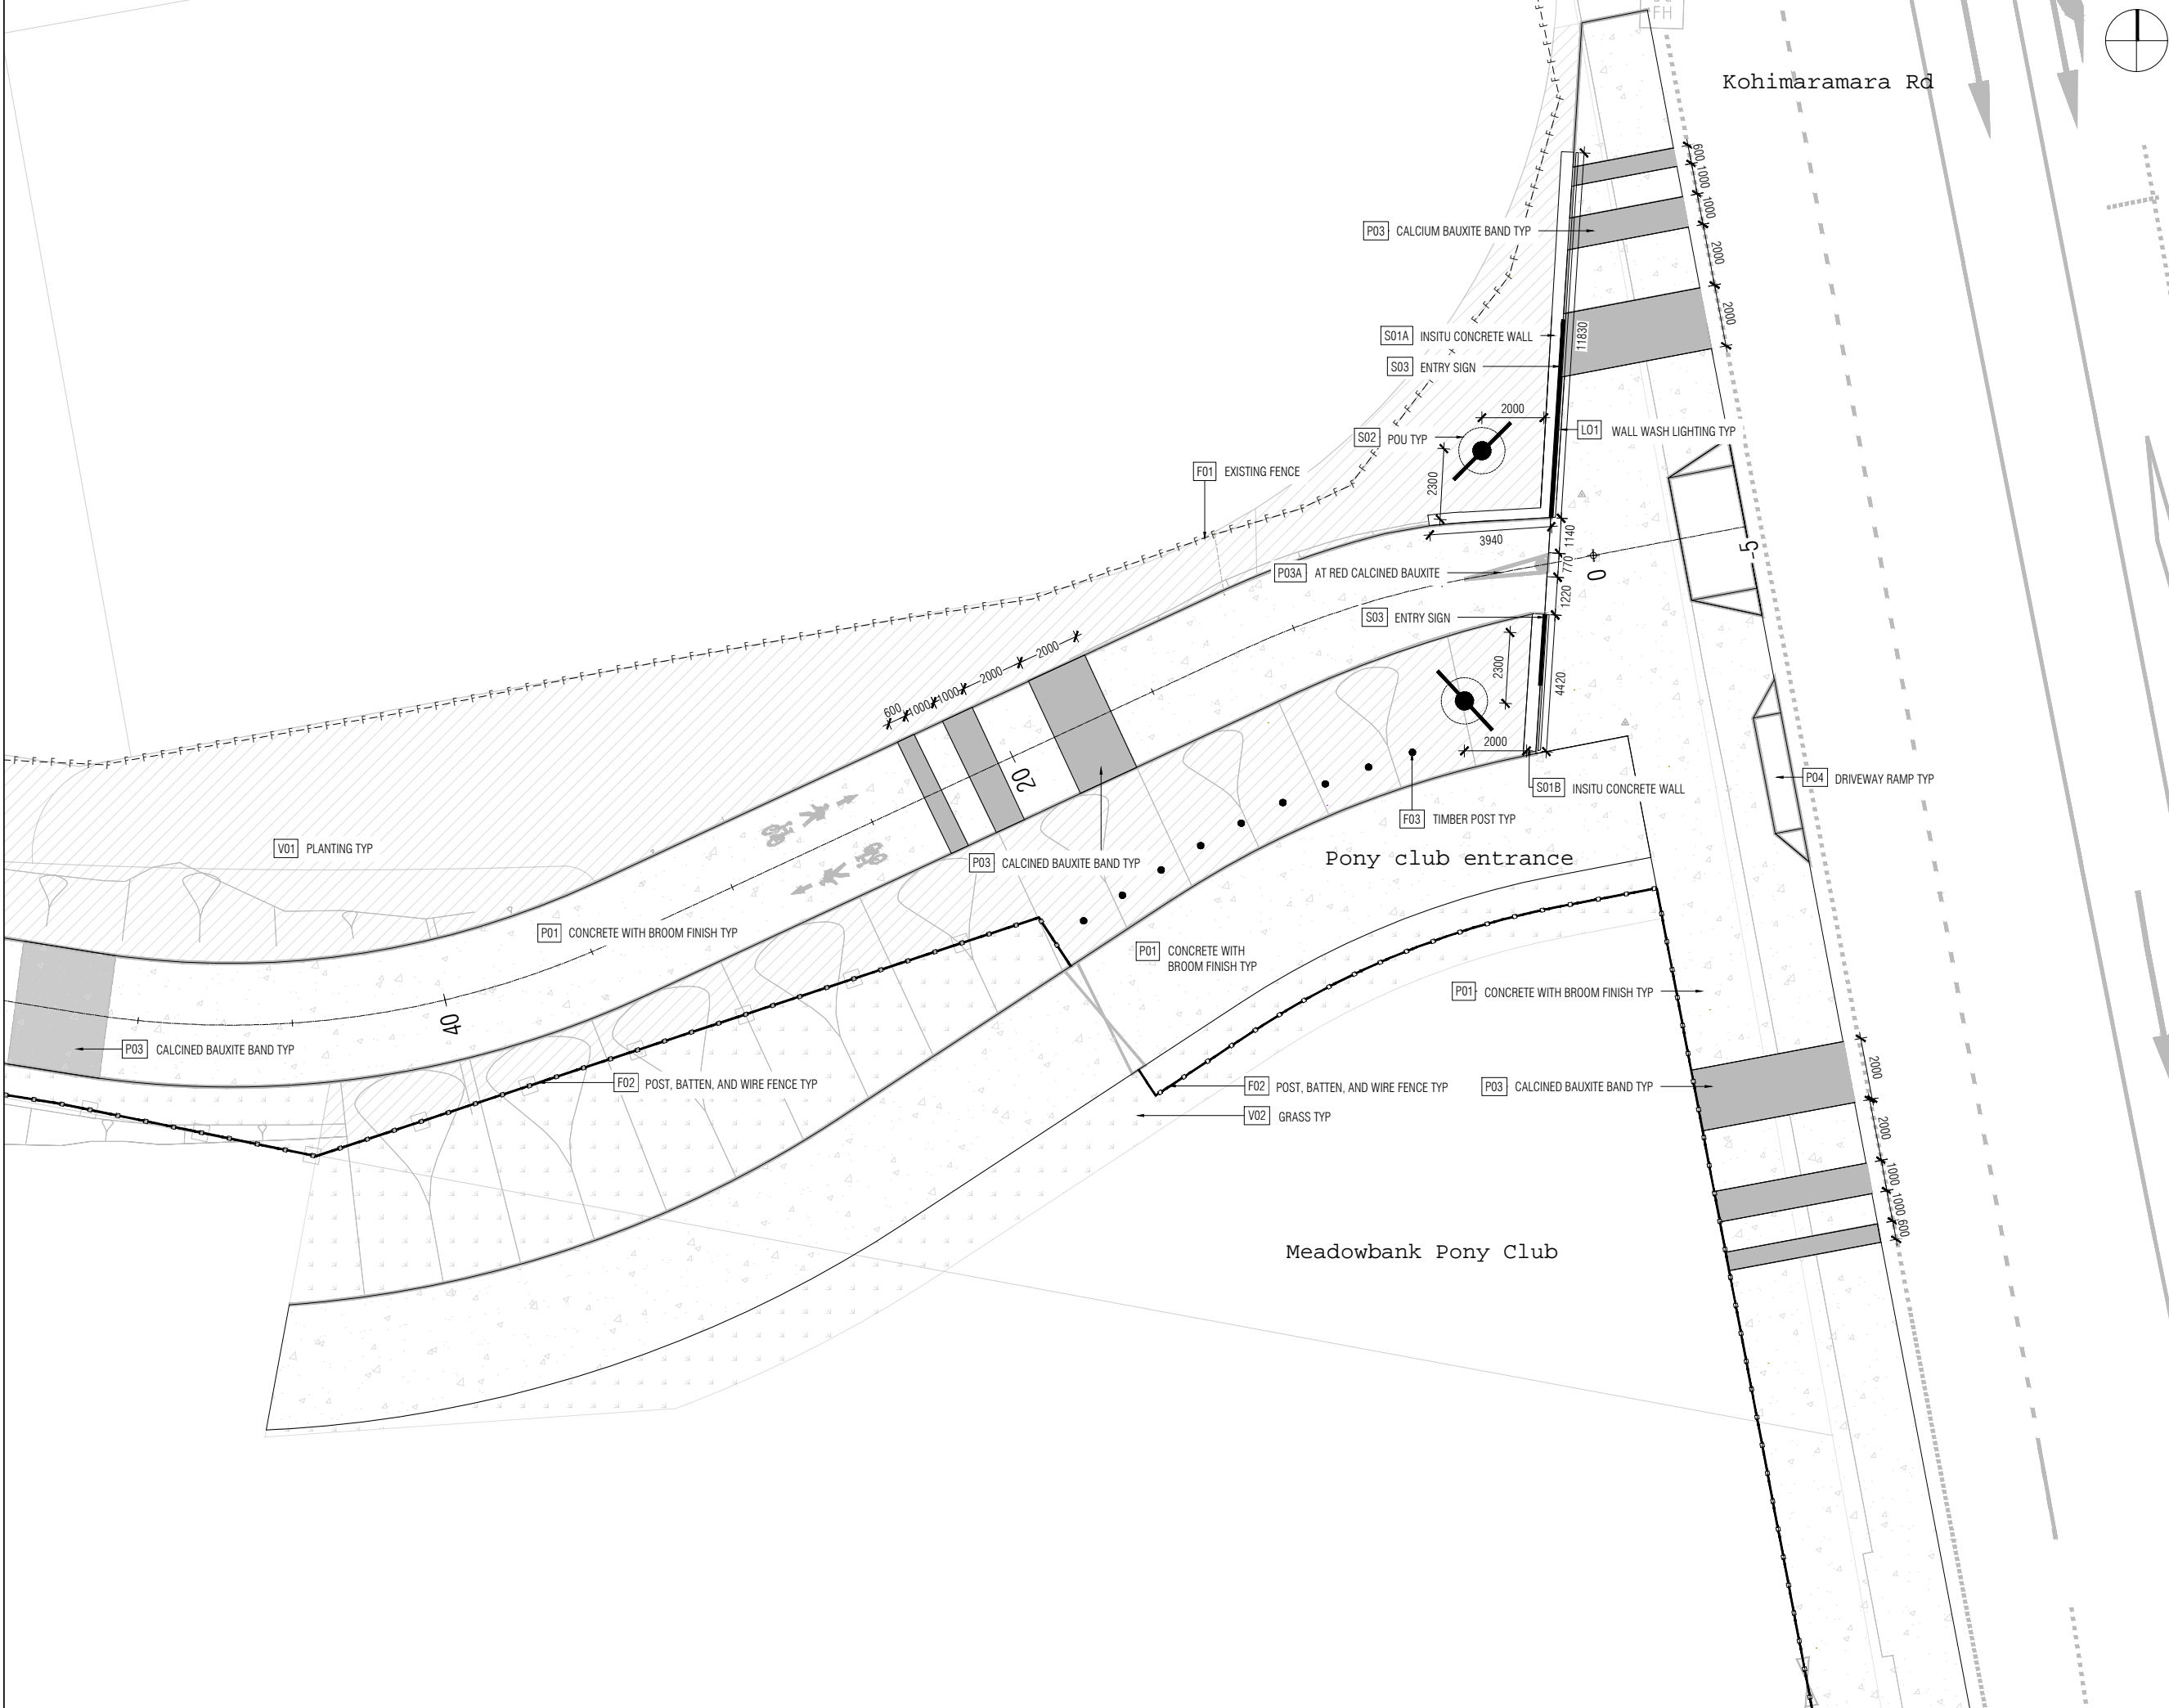 FH
Kohimaramara Rd
600
1000
1000
2000
2000
P03 CALCIUM BAUXITE BAND TYP
S01A INSITU CONCRETE WALL
11830
S03 ENTRY SIGN
2000
S02 POU TYP
L01 WALL WASH LIGHTING TYP
F01 EXISTING FENCE
2300
3940
1140
770
1220
0
-5
P03A AT RED CALCINED BAUXITE
S03 ENTRY SIGN
2300
4420
2000
600
1000
1000
2000
2000
20
P04 DRIVEWAY RAMP TYP
S01B INSITU CONCRETE WALL
F03 TIMBER POST TYP
V01 PLANTING TYP
P03 CALCINED BAUXITE BAND TYP
Pony club entrance
P01 CONCRETE WITH BROOM FINISH TYP
P01 CONCRETE WITH
BROOM FINISH TYP
P01 CONCRETE WITH BROOM FINISH TYP
40
P03 CALCINED BAUXITE BAND TYP
F02 POST, BATTEN, AND WIRE FENCE TYP
F02 POST, BATTEN, AND WIRE FENCE TYP
P03 CALCINED BAUXITE BAND TYP
V02 GRASS TYP
2000
2000
1000
1000
600
Meadowbank Pony Club